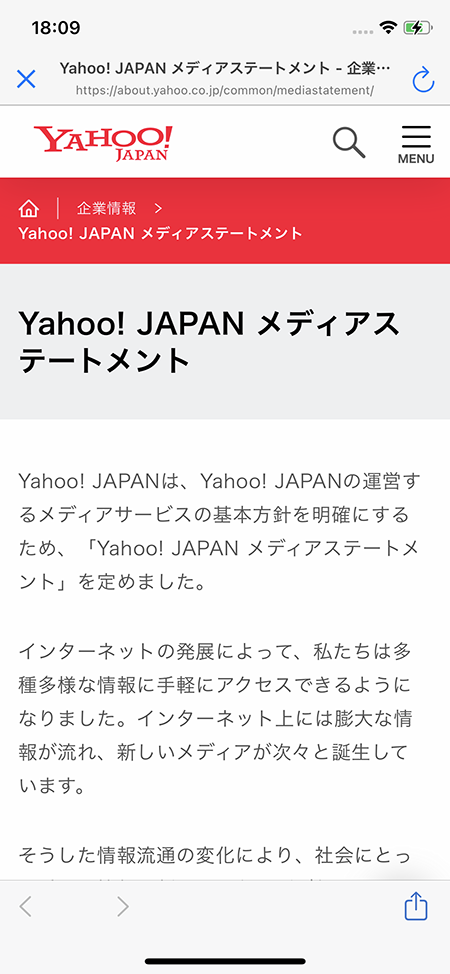 18:09
Yahoo! JAPAN メディアステートメント - 企業…
https://about.yahoo.co.jp/common/mediastatement/
YAHOO!
JAPAN
MENU
企業情報 >
Yahoo! JAPAN メディアステートメント
Yahoo! JAPAN メディアス
テートメント
Yahoo! JAPANは、Yahoo! JAPANの運営す
るメディアサービスの基本方針を明確にする
ため、「Yahoo! JAPAN メディアステートメ
ント」を定めました。
インターネットの発展によって、私たちは多
種多様な情報に手軽にアクセスできるように
なりました。インターネット上には膨大な情
報が流れ、新しいメディアが次々と誕生して
います。
そうした情報流通の変化により、社会にとっ